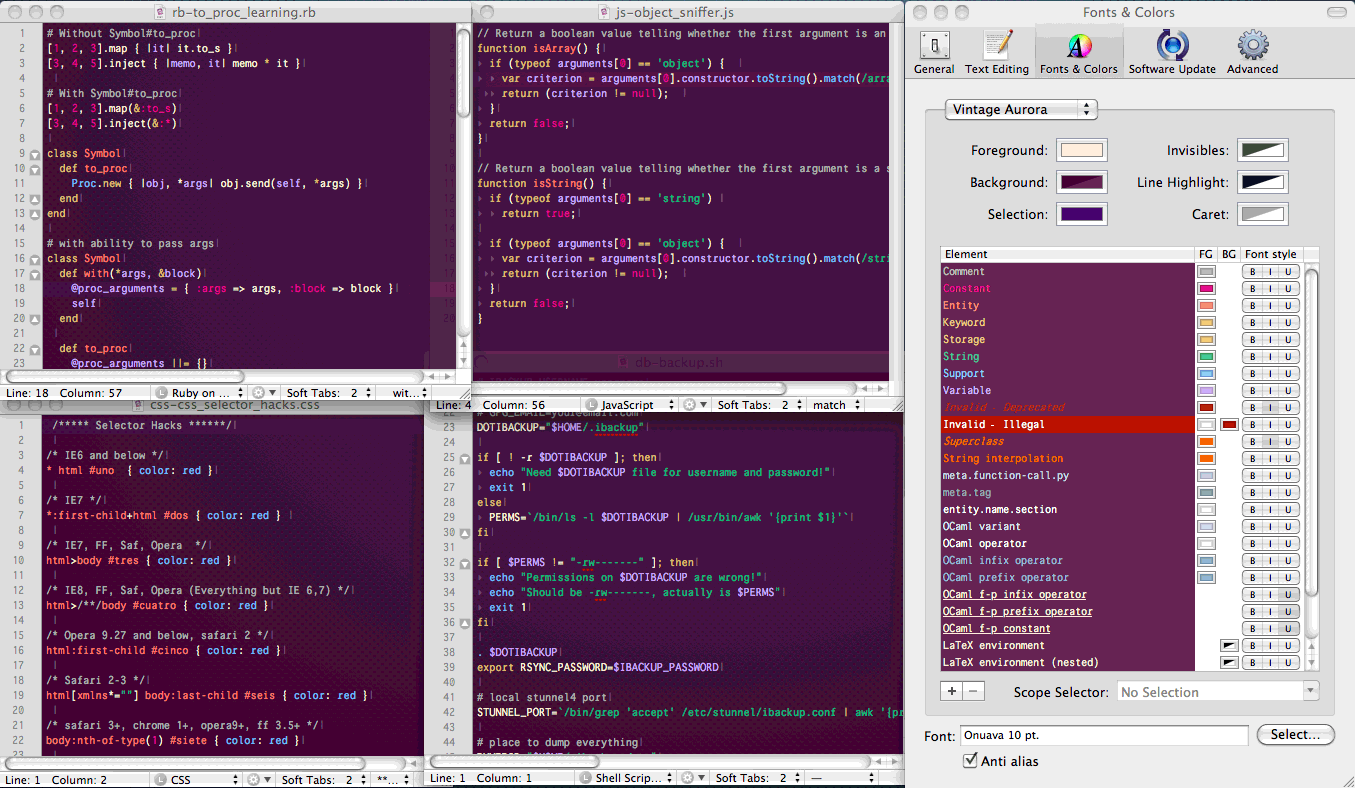 rb-to_proc_learning.rb
1 # Without Symbol#to_proc
2 [1, 2, 3].map { |it| it.to_s }
3 [3, 4, 5].inject { |memo, it| memo * it }
4
5 # With Symbol#to_proc
6 [1, 2, 3].map(&:to_s)
7 [3, 4, 5].inject(&:*)
8
9 class Symbol
10 def to_proc
11 Proc.new { |obj, *args| obj.send(self, *args) }
12 end
13 end
14
15 # with ability to pass args
16 class Symbol
17 def with(*args, &block)
18 @proc_arguments = { :args => args, :block => block }
19 self
20 end
21
22 def to_proc
23 @proc_arguments ||= {}
Line: 18 Column: 57 Ruby on ... Soft Tabs: 2 wit...
js-object_sniffer.js
// Return a boolean value telling whether the first argument is an
function isArray() {
if (typeof arguments[0] == 'object') {
var criterion = arguments[0].constructor.toString().match(/arra
return (criterion != null);
}
return false;
}
// Return a boolean value telling whether the first argument is a s
function isString() {
if (typeof arguments[0] == 'string')
return true;
if (typeof arguments[0] == 'object') {
var criterion = arguments[0].constructor.toString().match(/stri
return (criterion != null);
}
return false;
}
db-backup.sh
Line: 4 Column: 56 JavaScript Soft Tabs: 2 match
css-css_selector_hacks.css
1 /***** Selector Hacks ******/
2
3 /* IE6 and below */
4 * html #uno { color: red }
5
6 /* IE7 */
7 *:first-child+html #dos { color: red }
8
9 /* IE7, FF, Saf, Opera */
10 html>body #tres { color: red }
11
12 /* IE8, FF, Saf, Opera (Everything but IE 6,7) */
13 html>/**/body #cuatro { color: red }
14
15 /* Opera 9.27 and below, safari 2 */
16 html:first-child #cinco { color: red }
17
18 /* Safari 2-3 */
19 html[xmlns*=""] body:last-child #seis { color: red }
20
21 /* safari 3+, chrome 1+, opera9+, ff 3.5+ */
22 body:nth-of-type(1) #siete { color: red }
23
Line: 1 Column: 2 CSS Soft Tabs: 2 **...
22 # GPG_EMAIL=your@email.com
23 DOTIBACKUP="$HOME/.ibackup"
24
25 if [ ! -r $DOTIBACKUP ]; then
26 echo "Need $DOTIBACKUP file for username and password!"
27 exit 1
28 else
29 PERMS=`/bin/ls -l $DOTIBACKUP | /usr/bin/awk '{print $1}'`
30 fi
31
32 if [ $PERMS != "-rw-------" ]; then
33 echo "Permissions on $DOTIBACKUP are wrong!"
34 echo "Should be -rw-------, actually is $PERMS"
35 exit 1
36 fi
37
38 . $DOTIBACKUP
39 export RSYNC_PASSWORD=$IBACKUP_PASSWORD
40
41 # local stunnel4 port
42 STUNNEL_PORT=`/bin/grep 'accept' /etc/stunnel/ibackup.conf | awk '{pr
43
44 # place to dump everything
Line: 1 Column: 1 Shell Scrip... Soft Tabs: 2 —
Fonts & Colors
General Text Editing Fonts & Colors Software Update Advanced
Vintage Aurora
Foreground: Invisibles:
Background: Line Highlight:
Selection: Caret:
Element FG BG Font style
Comment B I U
Constant B I U
Entity B I U
Keyword B I U
Storage B I U
String B I U
Support B I U
Variable B I U
Invalid - Deprecated B I U
Invalid - Illegal B I U
Superclass B I U
String interpolation B I U
meta.function-call.py B I U
meta.tag B I U
entity.name.section B I U
OCaml variant B I U
OCaml operator B I U
OCaml infix operator B I U
OCaml prefix operator B I U
OCaml f-p infix operator B I U
OCaml f-p prefix operator B I U
OCaml f-p constant B I U
LaTeX environment B I U
LaTeX environment (nested) B I U
+ − Scope Selector: No Selection
Font: Onuava 10 pt. Select...
Anti alias